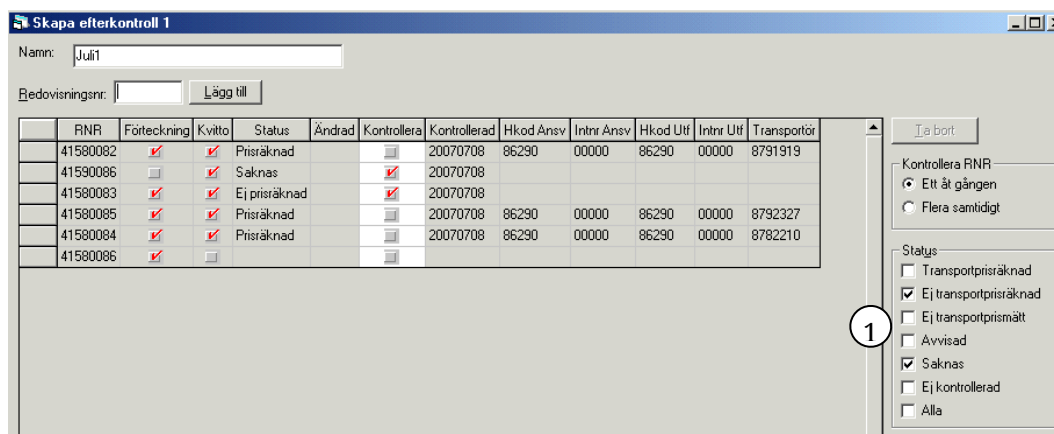 Skapa efterkontroll 1
Namn: Juli1
Redovisningsnr: Lägg till
RNR Förteckning Kvitto Status Ändrad Kontrollera Kontrollerad Hkod Ansv Intnr Ansv Hkod Utf Intnr Utf Transportör
41580082 Prisräknad 20070708 86290 00000 86290 00000 8791919
41590086 Saknas 20070708
41580083 Ej prisräknad 20070708
41580085 Prisräknad 20070708 86290 00000 86290 00000 8792327
41580084 Prisräknad 20070708 86290 00000 86290 00000 8782210
41580086
Ta bort
Kontrollera RNR
Ett åt gången
Flera samtidigt
Status
Transportprisräknad
Ej transportprisräknad
Ej transportprismätt
1
Avvisad
Saknas
Ej kontrollerad
Alla